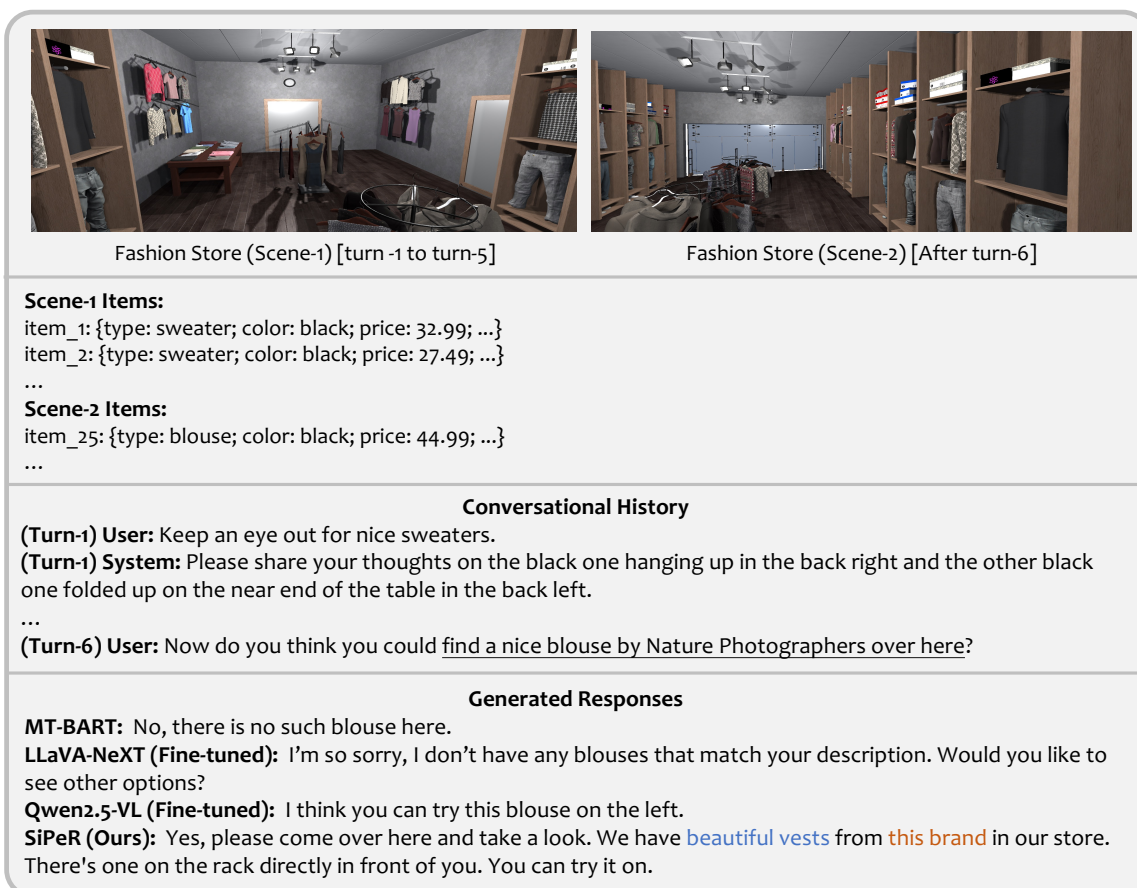 Fashion Store (Scene-1) [turn -1 to turn-5]
Fashion Store (Scene-2) [After turn-6]
Scene-1 Items:
item_1: {type: sweater; color: black; price: 32.99; ...}
item_2: {type: sweater; color: black; price: 27.49; ...}
...
Scene-2 Items:
item_25: {type: blouse; color: black; price: 44.99; ...}
...
Conversational History
(Turn-1) User: Keep an eye out for nice sweaters.
(Turn-1) System: Please share your thoughts on the black one hanging up in the back right and the other black
one folded up on the near end of the table in the back left.
...
(Turn-6) User: Now do you think you could find a nice blouse by Nature Photographers over here?
Generated Responses
MT-BART: No, there is no such blouse here.
LLaVA-NeXT (Fine-tuned): I'm so sorry, I don't have any blouses that match your description. Would you like to
see other options?
Qwen2.5-VL (Fine-tuned): I think you can try this blouse on the left.
SiPeR (Ours): Yes, please come over here and take a look. We have beautiful vests from this brand in our store.
There's one on the rack directly in front of you. You can try it on.